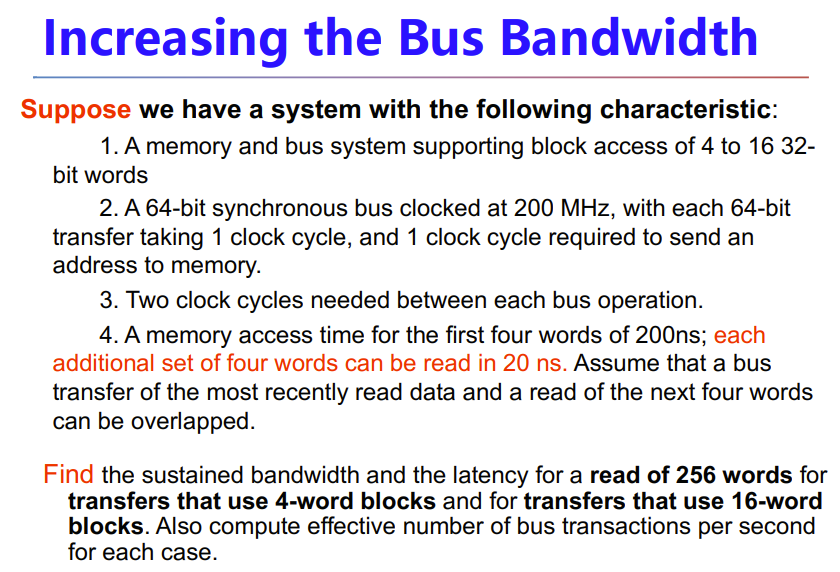 Increasing the Bus Bandwidth
Suppose we have a system with the following characteristic:
1. A memory and bus system supporting block access of 4 to 16 32-
bit words
2. A 64-bit synchronous bus clocked at 200 MHz, with each 64-bit
transfer taking 1 clock cycle, and 1 clock cycle required to send an
address to memory.
3. Two clock cycles needed between each bus operation.
4. A memory access time for the first four words of 200ns; each
additional set of four words can be read in 20 ns. Assume that a bus
transfer of the most recently read data and a read of the next four words
can be overlapped.
Find the sustained bandwidth and the latency for a read of 256 words for
transfers that use 4-word blocks and for transfers that use 16-word
blocks. Also compute effective number of bus transactions per second
for each case.